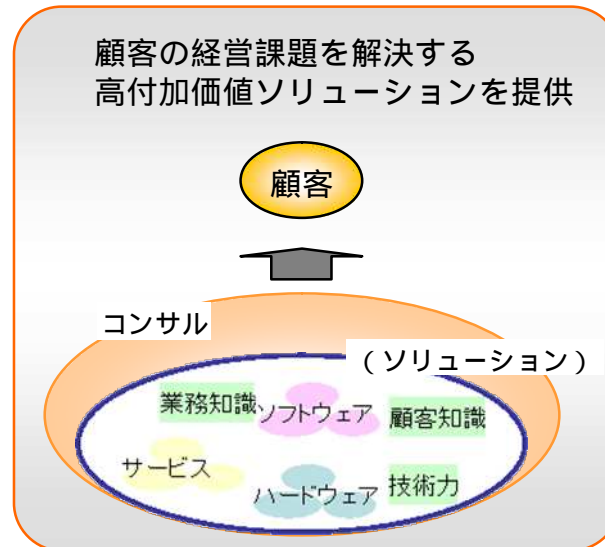 顧客の経営課題を解決する
高付加価値ソリューションを提供
顧客
コンサル
（ソリューション）
業務知識
ソフトウェア
顧客知識
サービス
ハードウェア
技術力